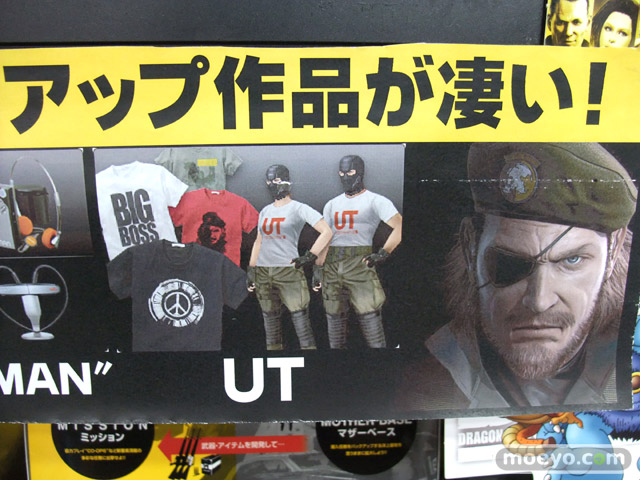 アップ作品が凄い!
BIG
BOSS
UT
UT
MAN"
UT
MISSION
ミッション
武器・アイテムを開発して…
MOTHER BASE
マザーベース
DRAGON
moeyo.com